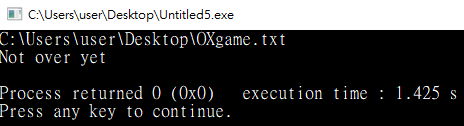 C:\Users\user\Desktop\Untitled5.exe
C:\Users\user\Desktop\OXgame.txt
Not over yet
Process returned 0 (0x0)   execution time : 1.425 s
Press any key to continue.